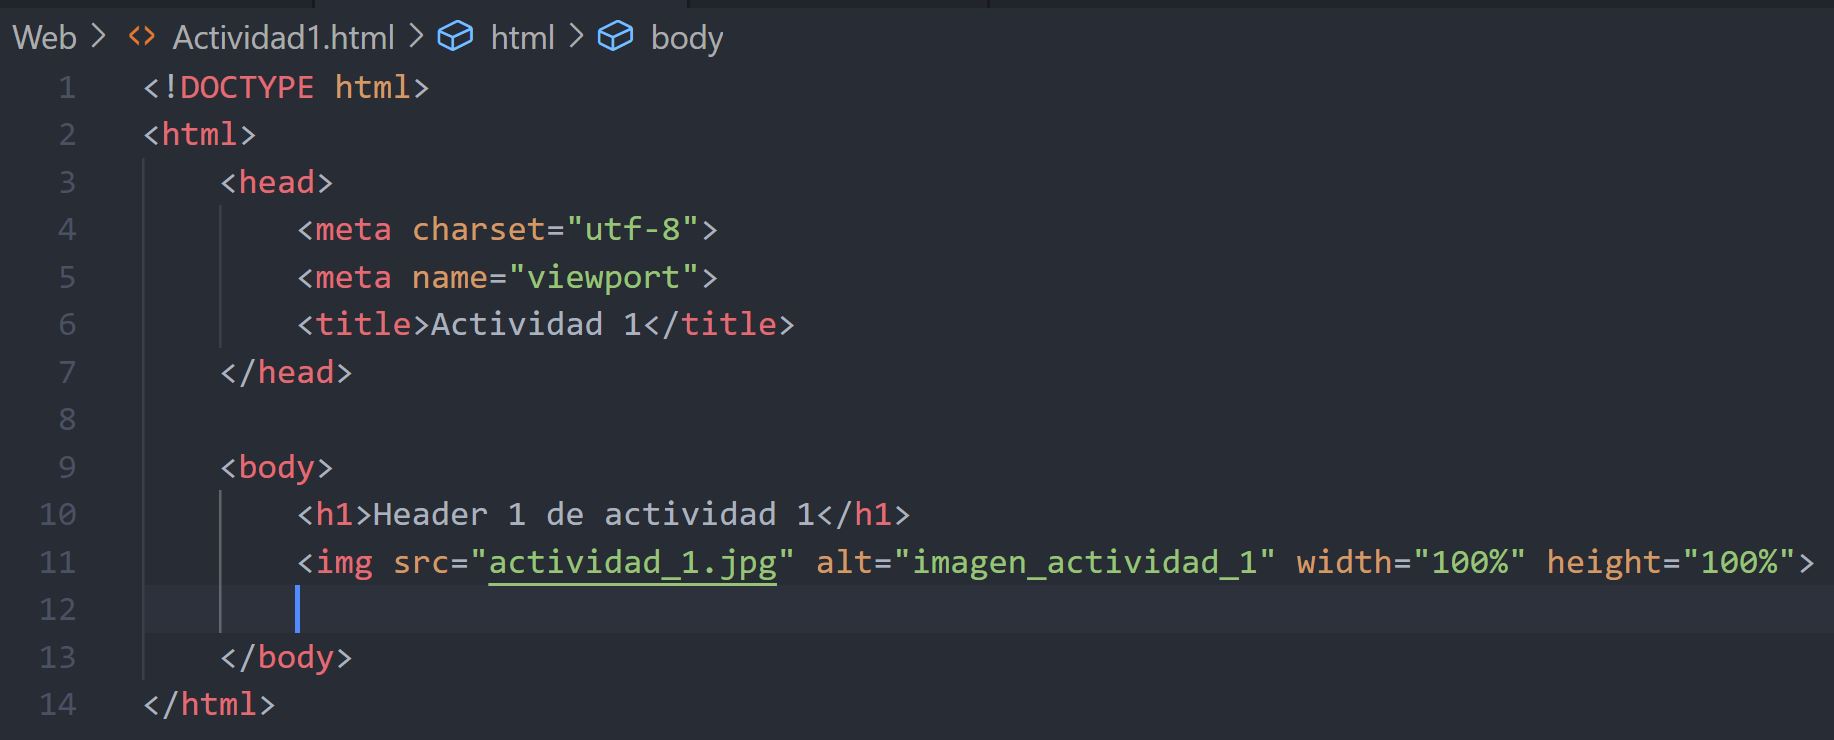 Web > <> Actividad1.html > html > body
1 <!DOCTYPE html>
2 <html>
3 <head>
4 <meta charset="utf-8">
5 <meta name="viewport">
6 <title>Actividad 1</title>
7 </head>
8
9 <body>
10 <h1>Header 1 de actividad 1</h1>
11 <img src="actividad_1.jpg" alt="imagen_actividad_1" width="100%" height="100%">
12
13 </body>
14 </html>